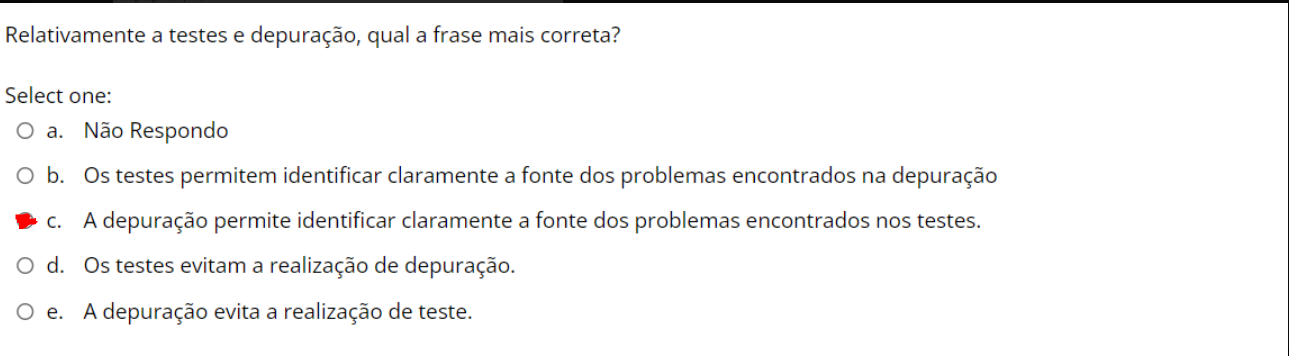 Relativamente a testes e depuração, qual a frase mais correta?
Select one:
a. Não Respondo
b. Os testes permitem identificar claramente a fonte dos problemas encontrados na depuração
c. A depuração permite identificar claramente a fonte dos problemas encontrados nos testes.
d. Os testes evitam a realização de depuração.
e. A depuração evita a realização de teste.